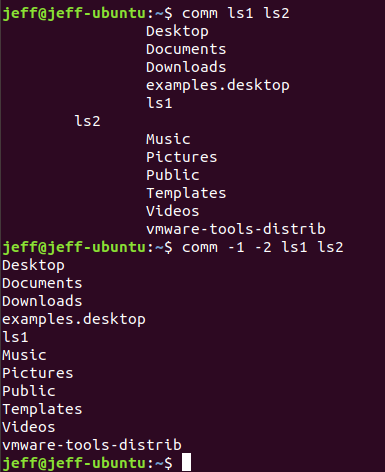 jeff@jeff-ubuntu:~$ comm ls1 ls2
Desktop
Documents
Downloads
examples.desktop
ls1
ls2
Music
Pictures
Public
Templates
Videos
vmware-tools-distrib
jeff@jeff-ubuntu:~$ comm -1 -2 ls1 ls2
Desktop
Documents
Downloads
examples.desktop
ls1
Music
Pictures
Public
Templates
Videos
vmware-tools-distrib
jeff@jeff-ubuntu:~$